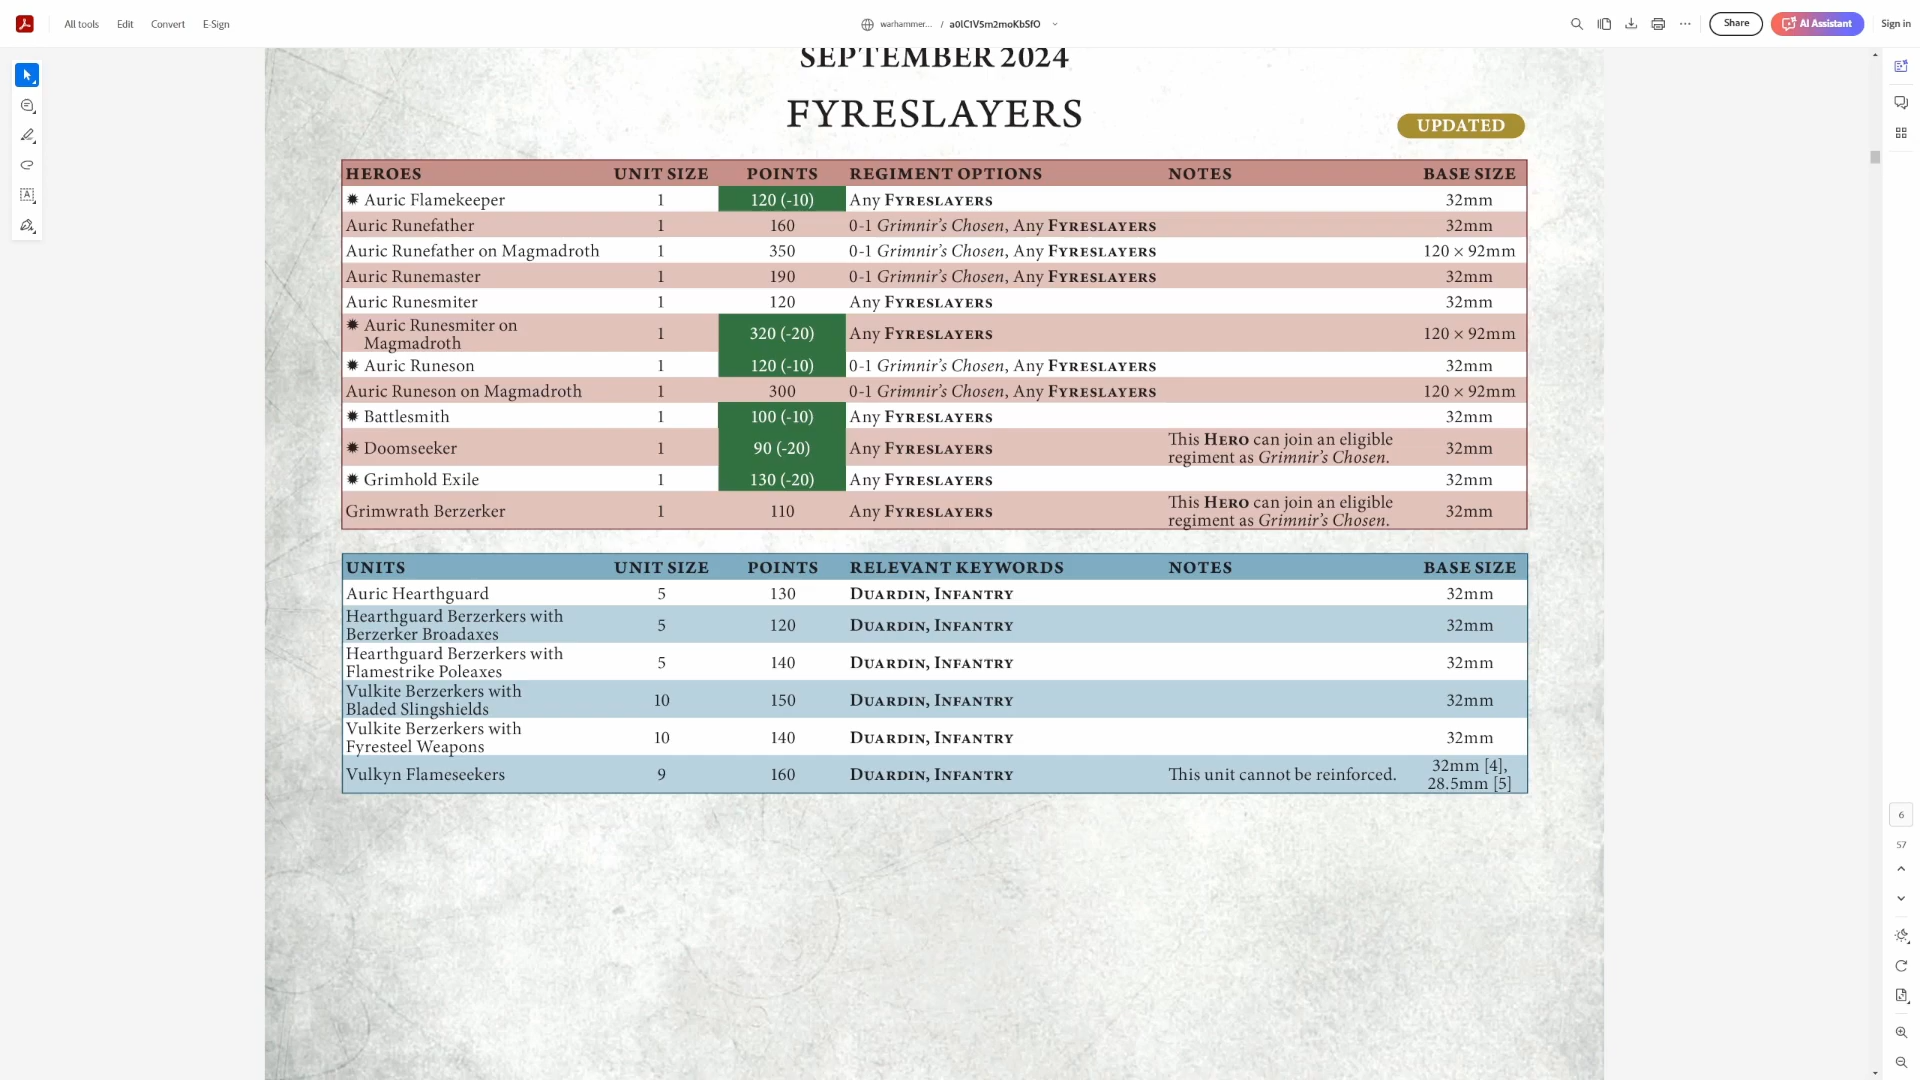 All tools Edit Convert E-Sign warhammer... / a0lC1V5m2moKbSfO Share AI Assistant Sign in
SEPTEMBER 2024
FYRESLAYERS
UPDATED
HEROES UNIT SIZE POINTS REGIMENT OPTIONS NOTES BASE SIZE
✹ Auric Flamekeeper 1 120 (-10) Any FYRESLAYERS 32mm
Auric Runefather 1 160 0-1 Grimnir's Chosen, Any FYRESLAYERS 32mm
Auric Runefather on Magmadroth 1 350 0-1 Grimnir's Chosen, Any FYRESLAYERS 120 × 92mm
Auric Runemaster 1 190 0-1 Grimnir's Chosen, Any FYRESLAYERS 32mm
Auric Runesmiter 1 120 Any FYRESLAYERS 32mm
✹ Auric Runesmiter on
Magmadroth 1 320 (-20) Any FYRESLAYERS 120 × 92mm
✹ Auric Runeson 1 120 (-10) 0-1 Grimnir's Chosen, Any FYRESLAYERS 32mm
Auric Runeson on Magmadroth 1 300 0-1 Grimnir's Chosen, Any FYRESLAYERS 120 × 92mm
✹ Battlesmith 1 100 (-10) Any FYRESLAYERS 32mm
✹ Doomseeker 1 90 (-20) Any FYRESLAYERS This HERO can join an eligible
regiment as Grimnir's Chosen. 32mm
✹ Grimhold Exile 1 130 (-20) Any FYRESLAYERS 32mm
Grimwrath Berzerker 1 110 Any FYRESLAYERS This HERO can join an eligible
regiment as Grimnir's Chosen. 32mm
UNITS UNIT SIZE POINTS RELEVANT KEYWORDS NOTES BASE SIZE
Auric Hearthguard 5 130 DUARDIN, INFANTRY 32mm
Hearthguard Berzerkers with
Berzerker Broadaxes 5 120 DUARDIN, INFANTRY 32mm
Hearthguard Berzerkers with
Flamestrike Poleaxes 5 140 DUARDIN, INFANTRY 32mm
Vulkite Berzerkers with
Bladed Slingshields 10 150 DUARDIN, INFANTRY 32mm
Vulkite Berzerkers with
Fyresteel Weapons 10 140 DUARDIN, INFANTRY 32mm
Vulkyn Flameseekers 9 160 DUARDIN, INFANTRY This unit cannot be reinforced. 32mm [4],
28.5mm [5]
6
57